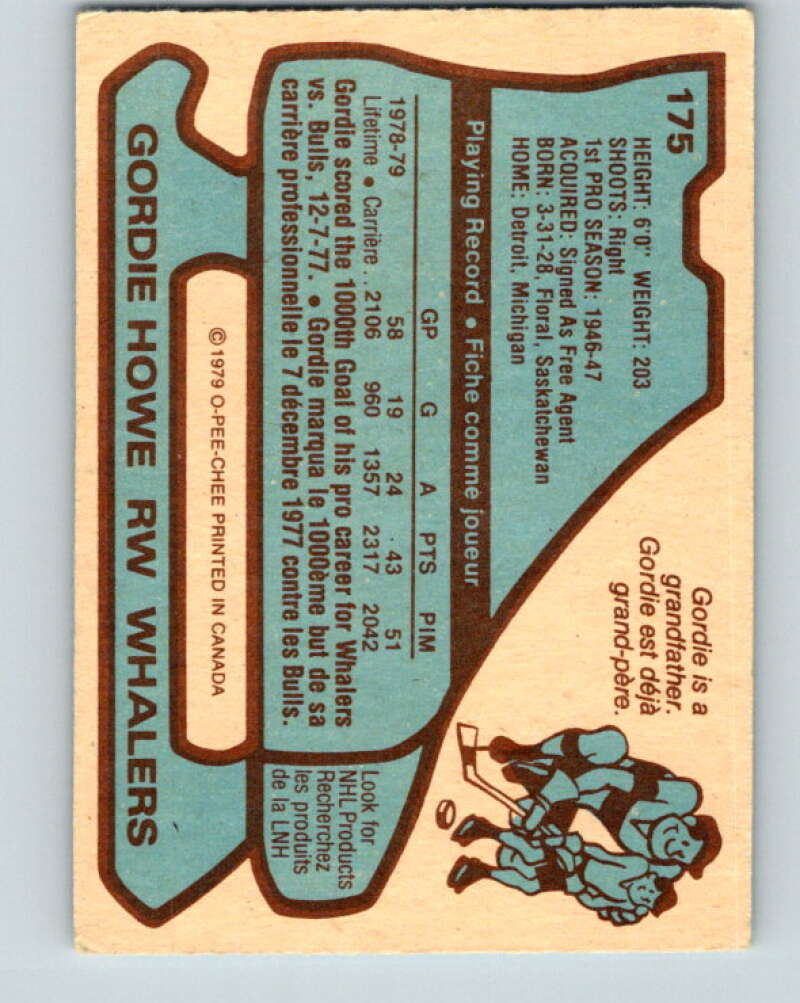 175
HEIGHT: 6'0" WEIGHT: 203
SHOOTS: Right
1st PRO SEASON: 1946-47
ACQUIRED: Signed As Free Agent
BORN: 3-31-28, Floral, Saskatchewan
HOME: Detroit, Michigan
Gordie is a
grandfather.
Gordie est déjà
grand-père.
Playing Record • Fiche comme joueur
GP G A PTS PIM
1978-79 58 19 24 43 51
Lifetime • Carrière .. 2106 960 1357 2317 2042
Gordie scored the 1000th Goal of his pro career for Whalers
vs. Bulls, 12-7-77. • Gordie marqua le 1000ème but de sa
carrière professionnelle le 7 décembre 1977 contre les Bulls.
Look for
NHL Products
Recherchez
les produits
de la LNH
© 1979 O-PEE-CHEE PRINTED IN CANADA
GORDIE HOWE RW WHALERS